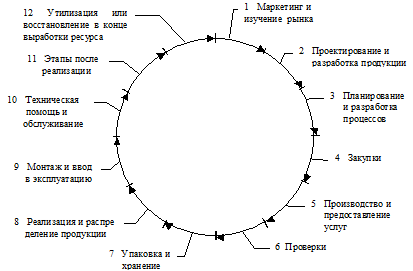 1 Маркетинг и
изучение рынка
2 Проектирование и
разработка продукции
3 Планирование
и разработка
процессов
4 Закупки
5 Производство и
предоставление
услуг
6 Проверки
7 Упаковка и
хранение
8 Реализация и распре
деление продукции
9 Монтаж и ввод
в эксплуатацию
10 Техническая
помощь и
обслуживание
11 Этапы после
реализации
12 Утилизация или
восстановление в конце
выработки ресурса